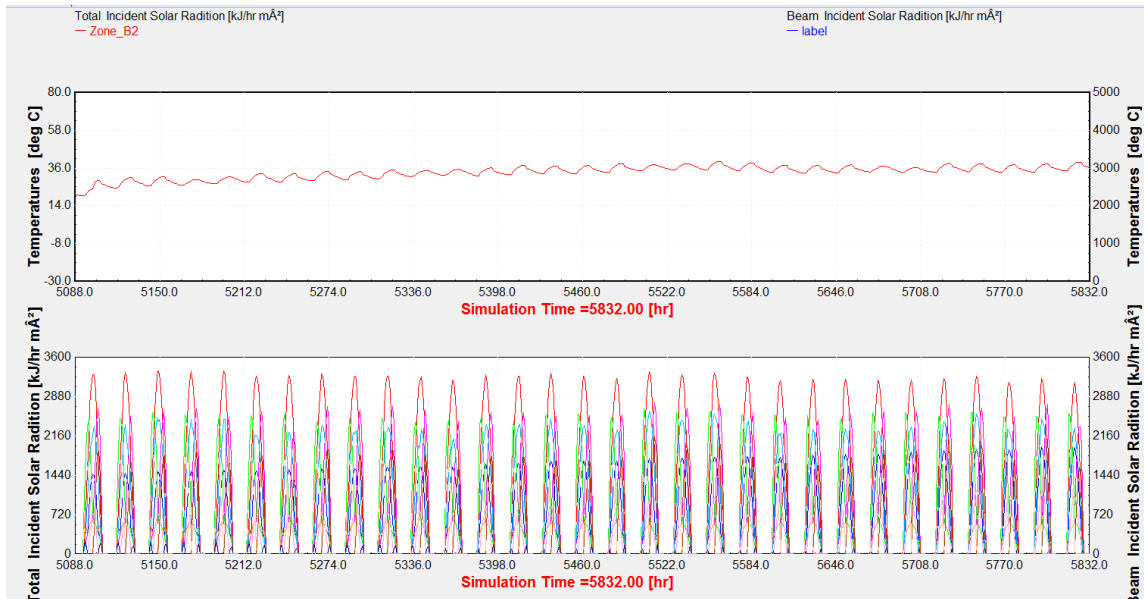 Total Incident Solar Radition [kJ/hr mÂ²]
Zone_B2
Beam Incident Solar Radition [kJ/hr mÂ²]
label
Temperatures [deg C]
80.0
58.0
36.0
14.0
-8.0
-30.0
5000
4000
3000
2000
1000
0
Temperatures [deg C]
5088.0 5150.0 5212.0 5274.0 5336.0 5398.0 5460.0 5522.0 5584.0 5646.0 5708.0 5770.0 5832.0
Simulation Time =5832.00 [hr]
Total Incident Solar Radition [kJ/hr mÂ²]
3600
2880
2160
1440
720
0
3600
2880
2160
1440
720
0
Beam Incident Solar Radition [kJ/hr mÂ²]
5088.0 5150.0 5212.0 5274.0 5336.0 5398.0 5460.0 5522.0 5584.0 5646.0 5708.0 5770.0 5832.0
Simulation Time =5832.00 [hr]